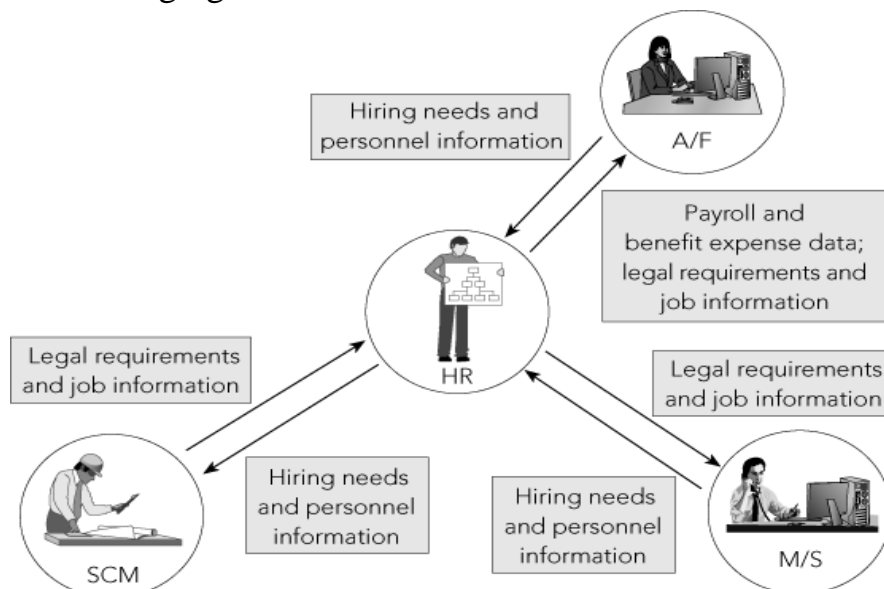 Hiring needs and
personnel information
A/F
Payroll and
benefit expense data;
legal requirements and
job information
HR
Legal requirements
and job information
Legal requirements
and job information
Hiring needs
and personnel
information
Hiring needs
and personnel
information
SCM
M/S